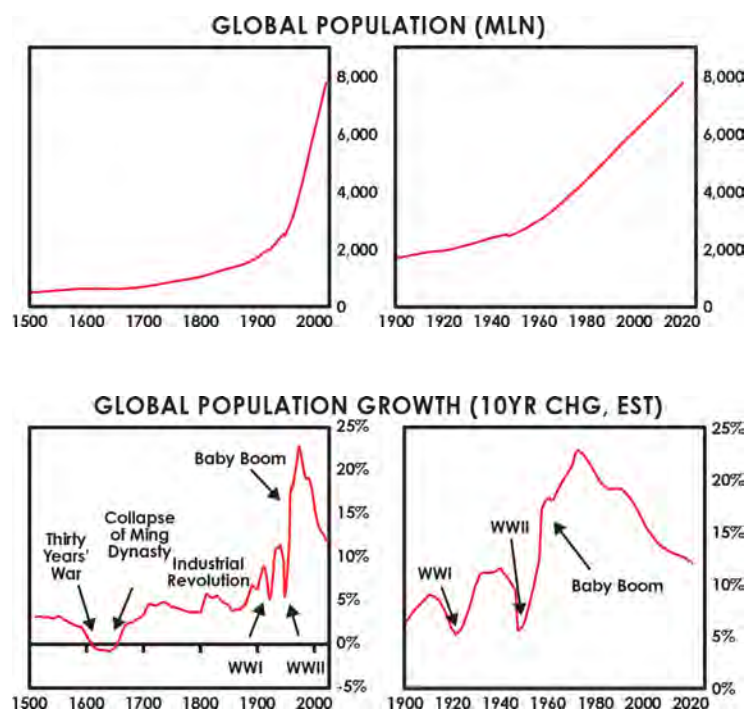 GLOBAL POPULATION (MLN)
8,000
6,000
4,000
2,000
0
1500 1600 1700 1800 1900 2000
8,000
6,000
4,000
2,000
0
1900 1920 1940 1960 1980 2000 2020
GLOBAL POPULATION GROWTH (10YR CHG, EST)
25%
20%
15%
10%
5%
0%
-5%
Baby Boom
Collapse
of Ming
Dynasty
Thirty
Years'
War
Industrial
Revolution
WWI
WWII
1500 1600 1700 1800 1900 2000
25%
20%
15%
10%
5%
0%
WWII
WWI
Baby Boom
1900 1920 1940 1960 1980 2000 2020